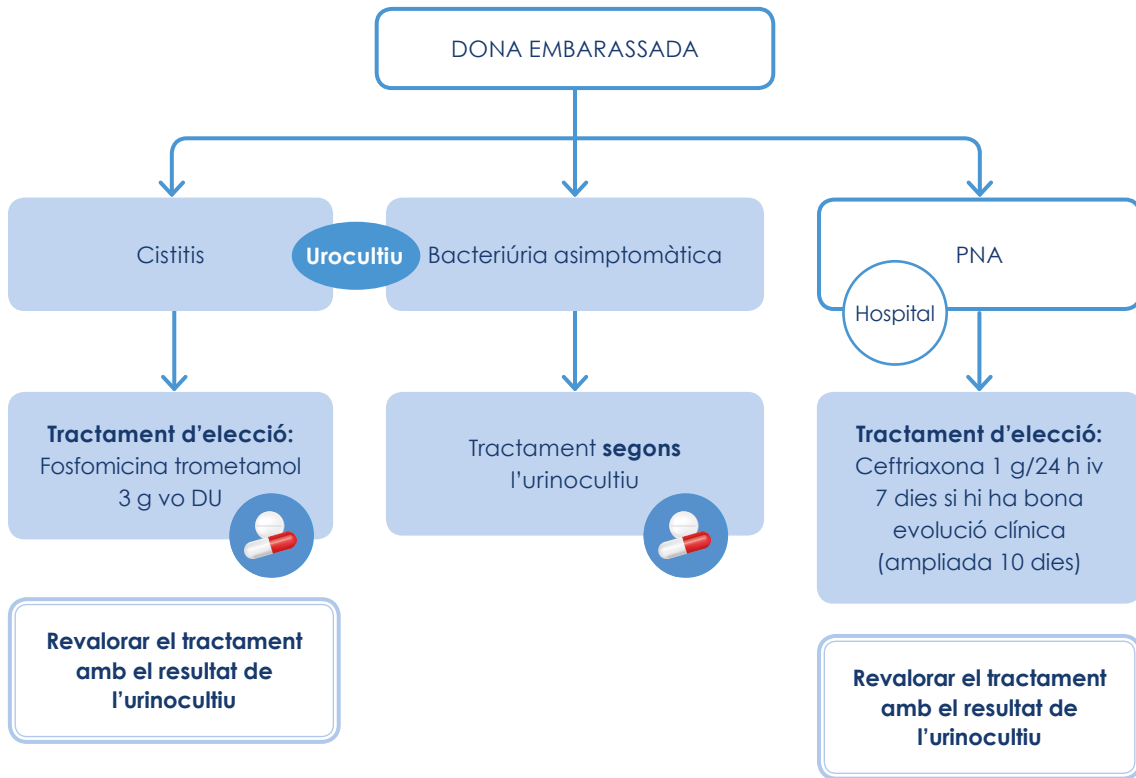 DONA EMBARASSADA
Cistitis
Urocultiu
Bacteriúria asimptomàtica
PNA
Hospital
Tractament d'elecció:
Fosfomicina trometamol
3 g vo DU
Tractament segons
l'urinocultiu
Tractament d'elecció:
Ceftriaxona 1 g/24 h iv
7 dies si hi ha bona
evolució clínica
(ampliada 10 dies)
Revalorar el tractament
amb el resultat de
l'urinocultiu
Revalorar el tractament
amb el resultat de
l'urinocultiu